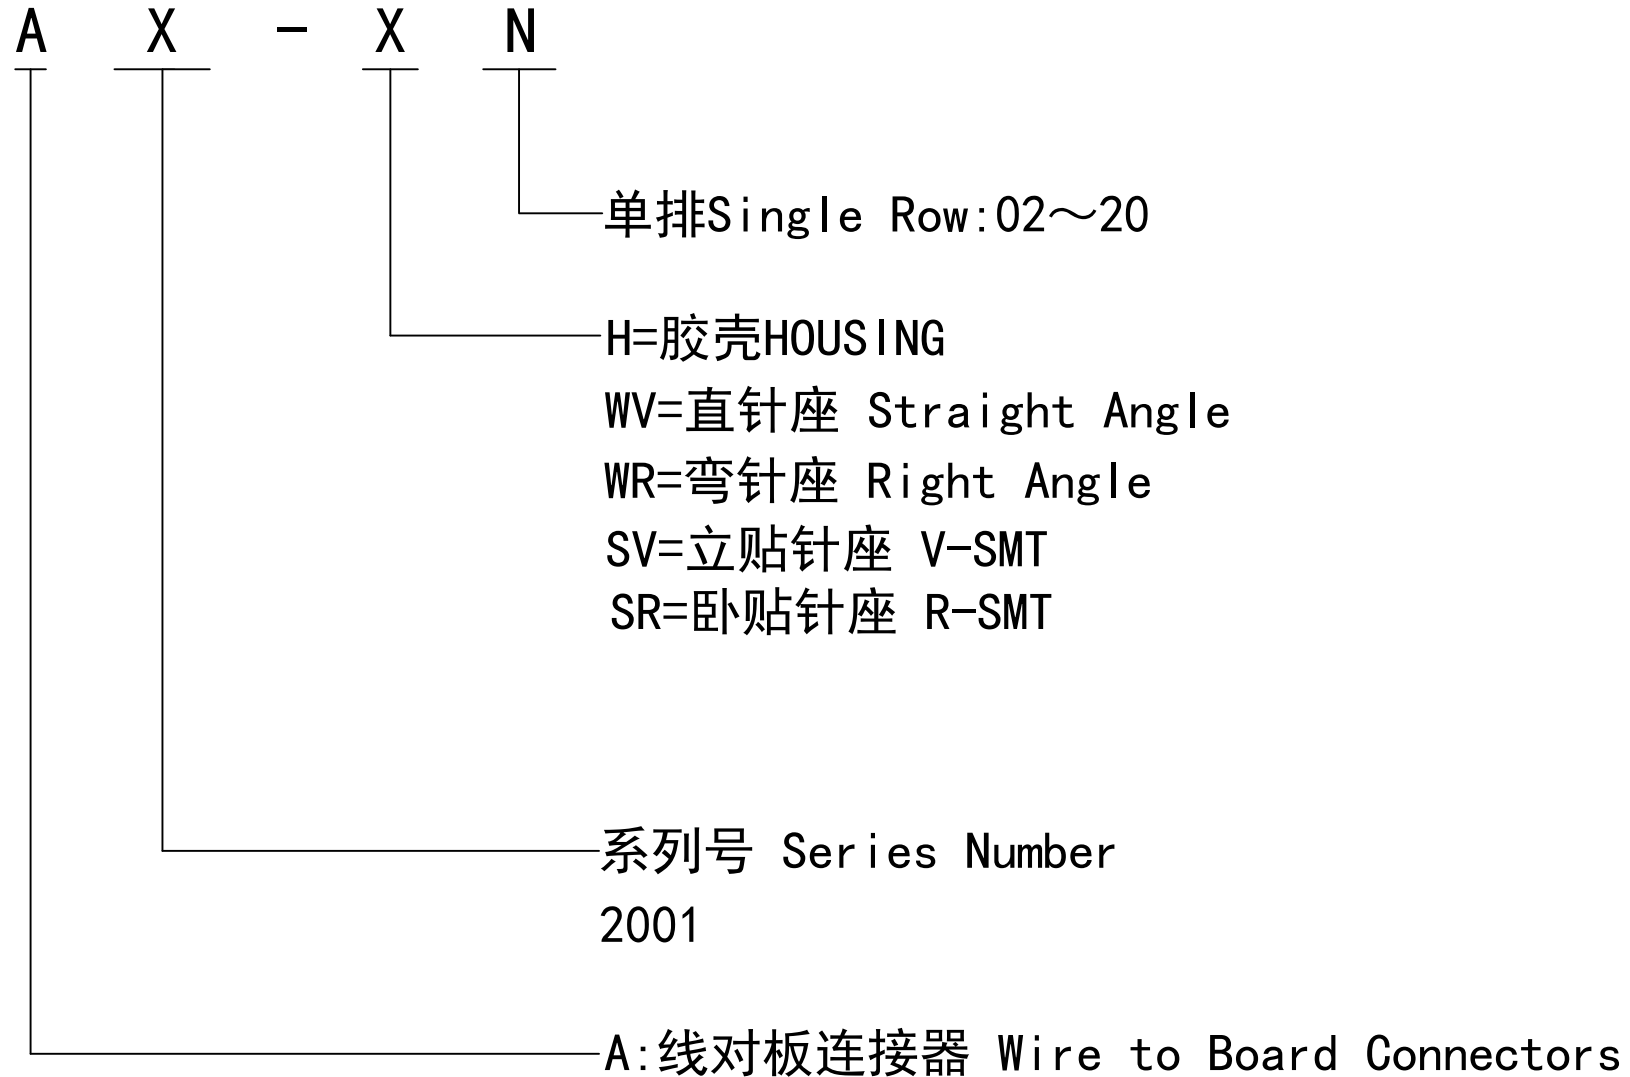 A X - X N
单排Single Row:02～20
H=胶壳HOUSING
WV=直针座 Straight Angle
WR=弯针座 Right Angle
SV=立贴针座 V-SMT
SR=卧贴针座 R-SMT
系列号 Series Number
2001
A:线对板连接器 Wire to Board Connectors